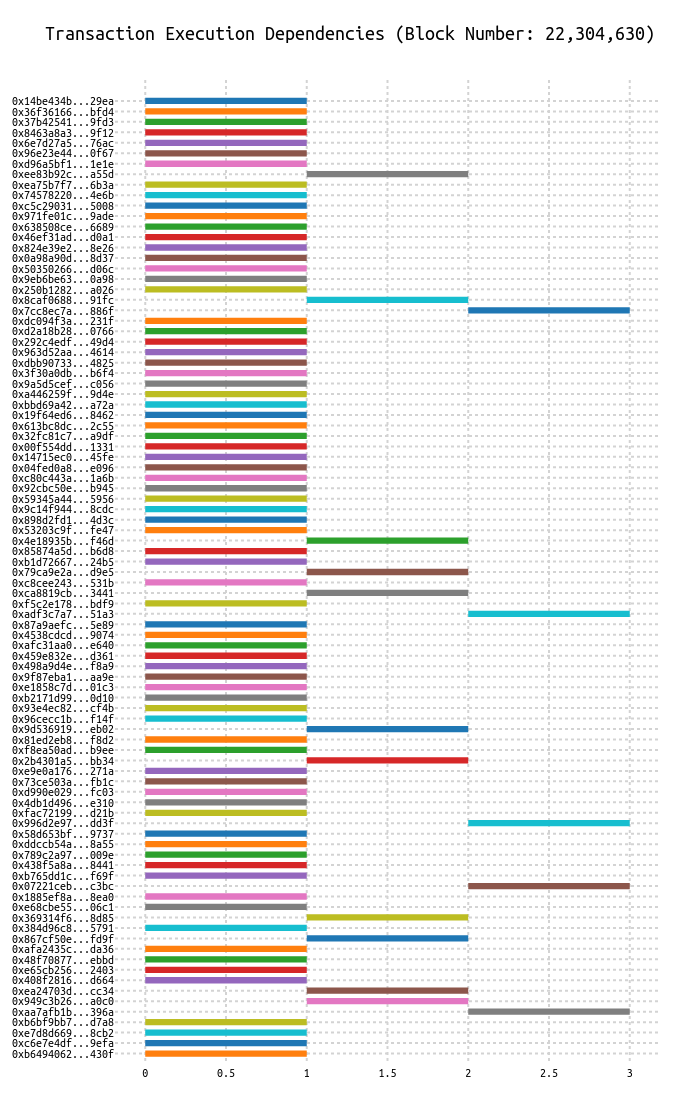 Transaction Execution Dependencies (Block Number: 22,304,630)
0x14be434b...29ea
0x36f36166...bfd4
0x37b42541...9fd3
0x8463a8a3...9f12
0x6e7d27a5...76ac
0x96e23e44...0f67
0xd96a5bf1...1e1e
0xee83b92c...a55d
0xea75b7f7...6b3a
0x74578220...4e6b
0xc5c29031...5008
0x971fe01c...9ade
0x638508ce...6689
0x46ef31ad...d0a1
0x824e39e2...8e26
0x0a98a90d...8d37
0x50350266...d06c
0x9eb6be63...0a98
0x250b1282...a026
0x8caf0688...91fc
0x7cc8ec7a...886f
0xdc094f3a...231f
0xd2a18b28...0766
0x292c4edf...49d4
0x963d52aa...4614
0xdbb90733...4825
0x3f30a0db...b6f4
0x9a5d5cef...c056
0xa446259f...9d4e
0xbbd69a42...a72a
0x19f64ed6...8462
0x613bc8dc...2c55
0x32fc81c7...a9df
0x00f554dd...1331
0x14715ec0...45fe
0x04fed0a8...e096
0xc80c443a...1a6b
0x92cbc50e...b945
0x59345a44...5956
0x9c14f944...8cdc
0x898d2fd1...4d3c
0x53203c9f...fe47
0x4e18935b...f46d
0x85874a5d...b6d8
0xb1d72667...24b5
0x79ca9e2a...d9e5
0xc8cee243...531b
0xca8819cb...3441
0xf5c2e178...bdf9
0xadf3c7a7...51a3
0x87a9aefc...5e89
0x4538cdcd...9074
0xafc31aa0...e640
0x459e832e...d361
0x498a9d4e...f8a9
0x9f87eba1...aa9e
0xe1858c7d...01c3
0xb2171d99...0d10
0x93e4ec82...cf4b
0x96cecc1b...f14f
0x9d536919...eb02
0x81ed2eb8...f8d2
0xf8ea50ad...b9ee
0x2b4301a5...bb34
0xe9e0a176...271a
0x73ce503a...fb1c
0xd990e029...fc03
0x4db1d496...e310
0xfac72199...d21b
0x996d2e97...dd3f
0x58d653bf...9737
0xddccb54a...8a55
0x789c2a97...009e
0x438f5a8a...8441
0xb765dd1c...f69f
0x07221ceb...c3bc
0x1885ef8a...8ea0
0xe68cbe55...06c1
0x369314f6...8d85
0x384d96c8...5791
0x867cf50e...fd9f
0xafa2435c...da36
0x48f70877...ebbd
0xe65cb256...2403
0x408f2816...d664
0xea24703d...cc34
0x949c3b26...a0c0
0xaa7afb1b...396a
0xb6bf9bb7...d7a8
0xe7d8d669...8cb2
0xc6e7e4df...9efa
0xb6494062...430f
0 0.5 1 1.5 2 2.5 3